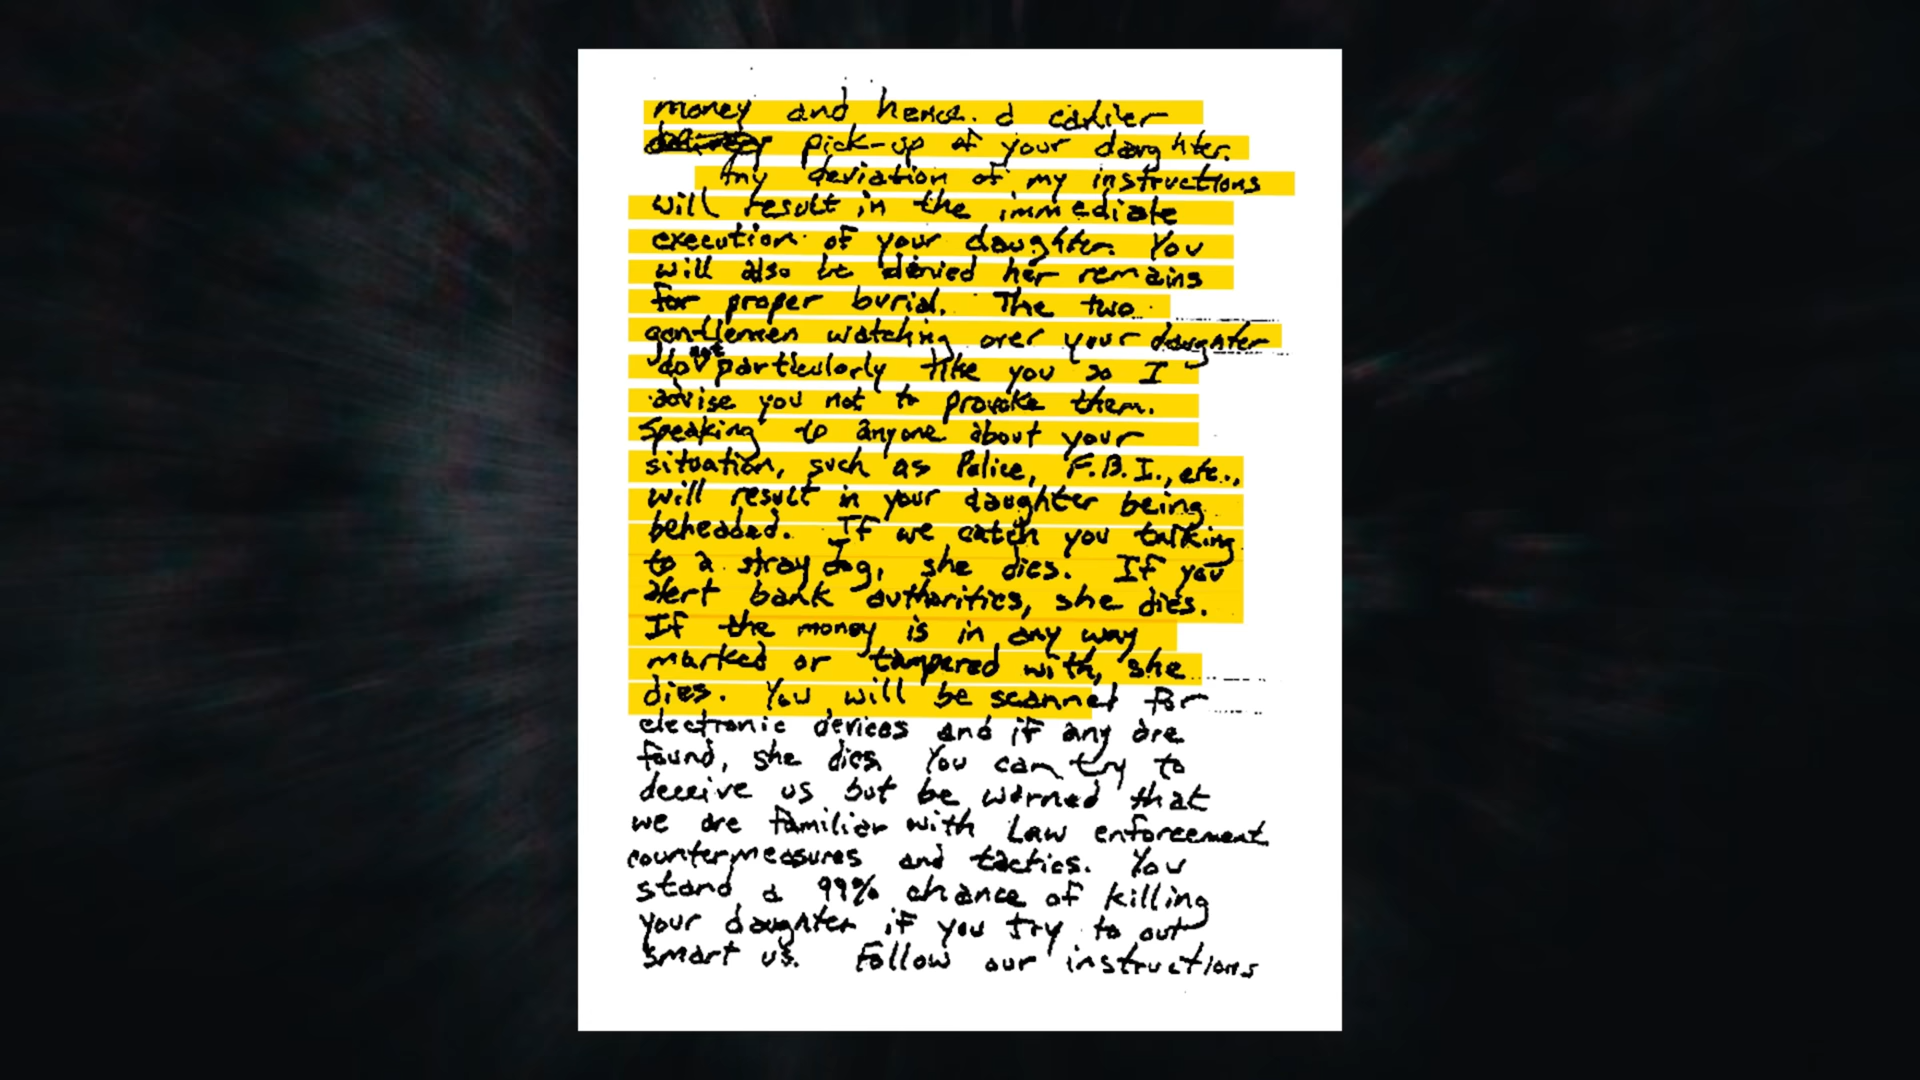 money and hence a earlier
pick-up of your daughter.
Any deviation of my instructions
will result in the immediate
execution of your daughter. You
will also be denied her remains
for proper burial. The two
gentlemen watching over your daughter
do not particularly like you so I
advise you not to provoke them.
Speaking to anyone about your
situation, such as Police, F.B.I., etc.,
will result in your daughter being
beheaded. If we catch you talking
to a stray dog, she dies. If you
alert bank authorities, she dies.
If the money is in any way
marked or tampered with, she
dies. You will be scanned for
electronic devices and if any are
found, she dies. You can try to
deceive us but be warned that
we are familiar with Law enforcement
countermeasures and tactics. You
stand a 99% chance of killing
your daughter if you try to out
smart us. Follow our instructions